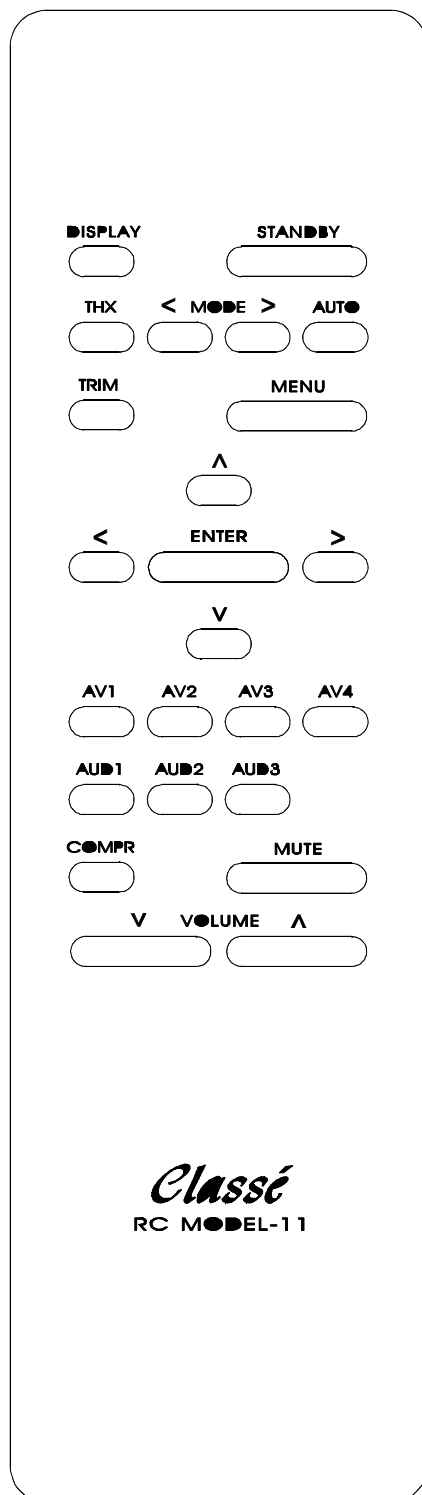 DISPLAY STANDBY
THX < MODE > AUTO
TRIM MENU
∧
< ENTER >
∨
AV1 AV2 AV3 AV4
AUD1 AUD2 AUD3
COMPR MUTE
∨ VOLUME ∧
Classé
RC MODEL-11